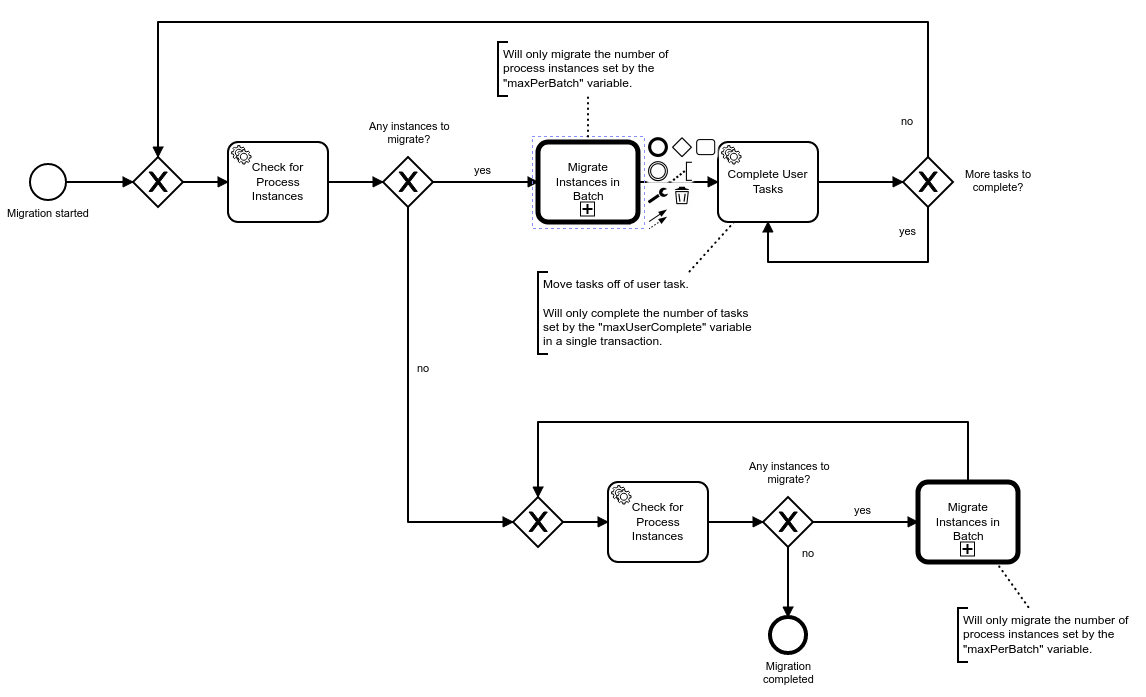 Will only migrate the number of
process instances set by the
"maxPerBatch" variable.
Any instances to
migrate?
no
Migration started
Check for
Process
Instances
yes
Migrate
Instances in
Batch
Complete User
Tasks
More tasks to
complete?
yes
Move tasks off of user task.
Will only complete the number of tasks
set by the "maxUserComplete" variable
in a single transaction.
no
Any instances to
migrate?
Check for
Process
Instances
yes
Migrate
Instances in
Batch
no
Will only migrate the number of
process instances set by the
"maxPerBatch" variable.
Migration
completed